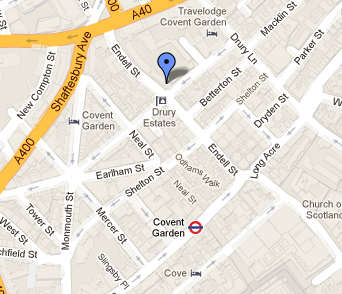 A40
Travelodge
Covent Garden
Macklin St
Endell St
Drury Ln
Parker St
Shaftesbury Ave
New Compton St
Betterton St
Shelton St
Dryden St
Covent
Garden
Drury
Estates
Neal St
A400
Earlham St
Shelton St
Odhams Walk
Endell St
Long Acre
Neal St
Tower St
Monmouth St
Mercer St
Covent
Garden
Church of
Scotland
West St
chfield St
Slingsby Pl
Cove